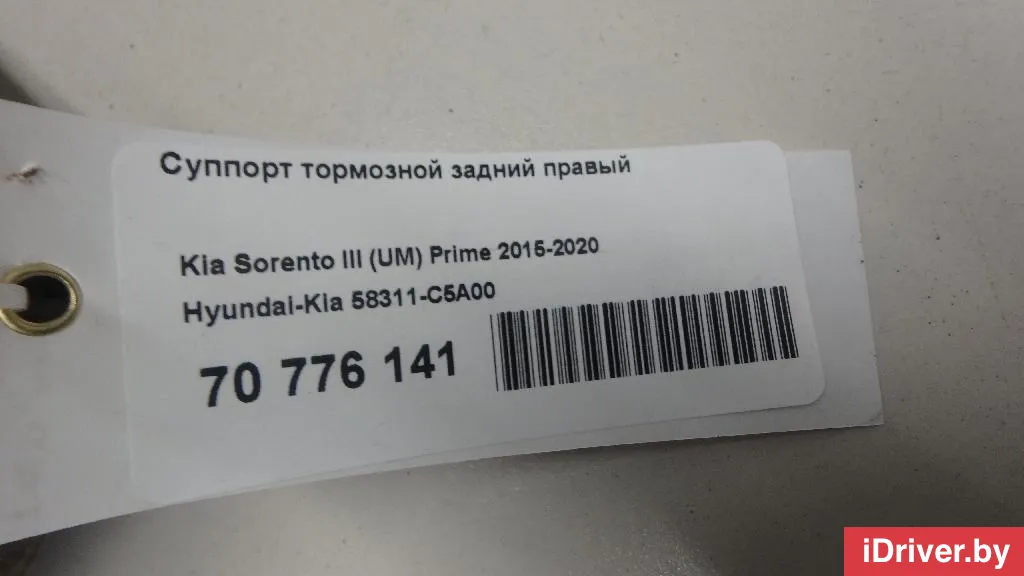 Суппорт тормозной задний правый
Kia Sorento III (UM) Prime 2015-2020
Hyundai-Kia 58311-C5A00
70 776 141
iDriver.by